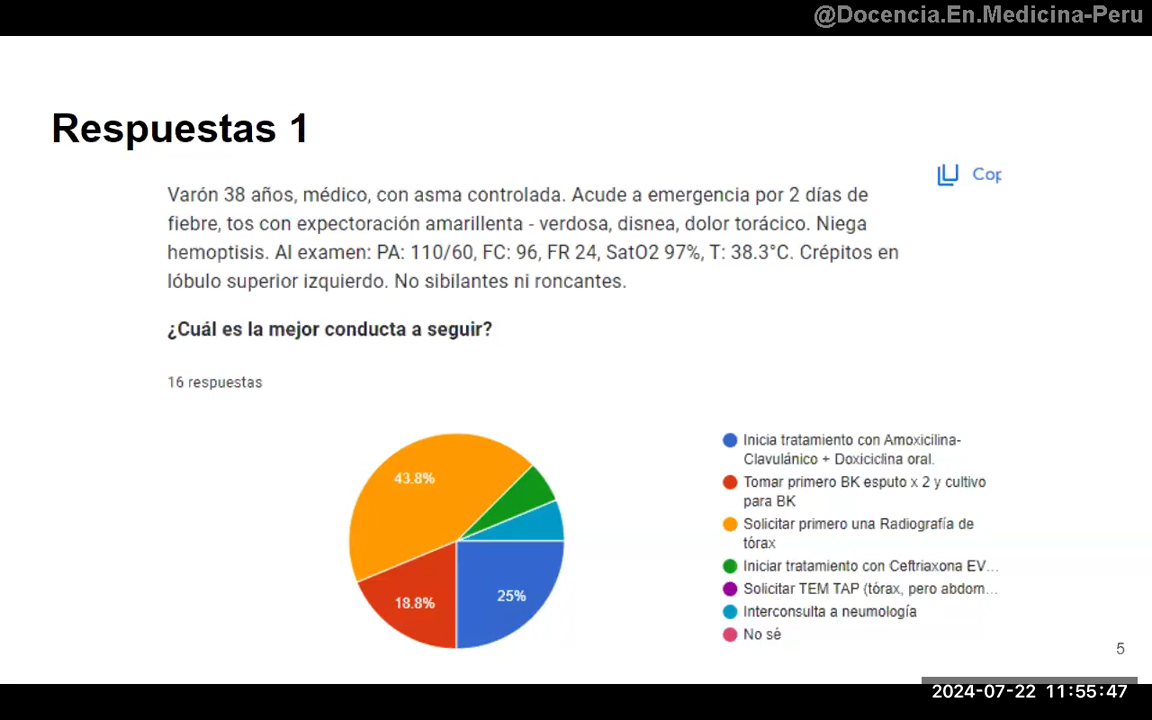 @Docencia.En.Medicina-Peru
Respuestas 1
Cop
Varón 38 años, médico, con asma controlada. Acude a emergencia por 2 días de
fiebre, tos con expectoración amarillenta - verdosa, disnea, dolor torácico. Niega
hemoptisis. Al examen: PA: 110/60, FC: 96, FR 24, SatO2 97%, T: 38.3°C. Crépitos en
lóbulo superior izquierdo. No sibilantes ni roncantes.
¿Cuál es la mejor conducta a seguir?
16 respuestas
43.8%
18.8%
25%
Inicia tratamiento con Amoxicilina-
Clavulánico + Doxiciclina oral.
Tomar primero BK esputo x 2 y cultivo
para BK
Solicitar primero una Radiografía de
tórax
Iniciar tratamiento con Ceftriaxona EV...
Solicitar TEM TAP (tórax, pero abdom...
Interconsulta a neumología
No sé
5
2024-07-22 11:55:47